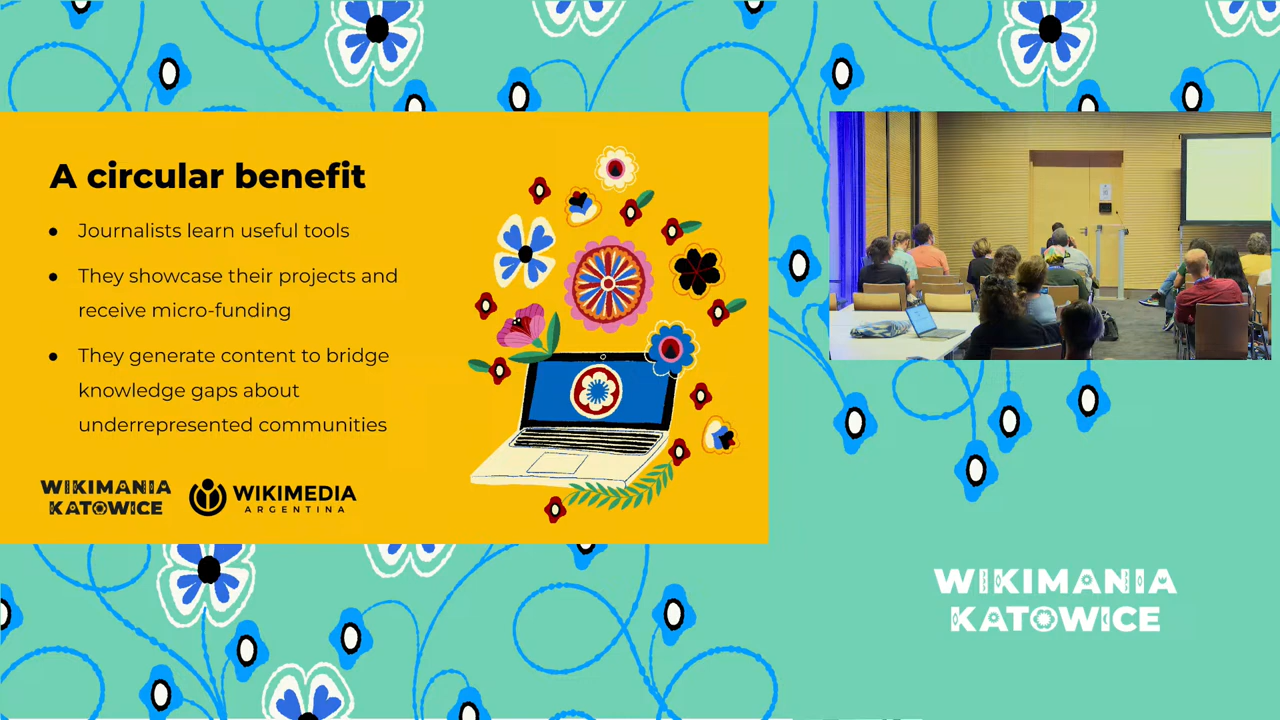 A circular benefit
● Journalists learn useful tools
● They showcase their projects and
receive micro-funding
● They generate content to bridge
knowledge gaps about
underrepresented communities
WIKIMANIA
KATOWICE
WIKIMEDIA
ARGENTINA
WIKIMANIA
KATOWICE